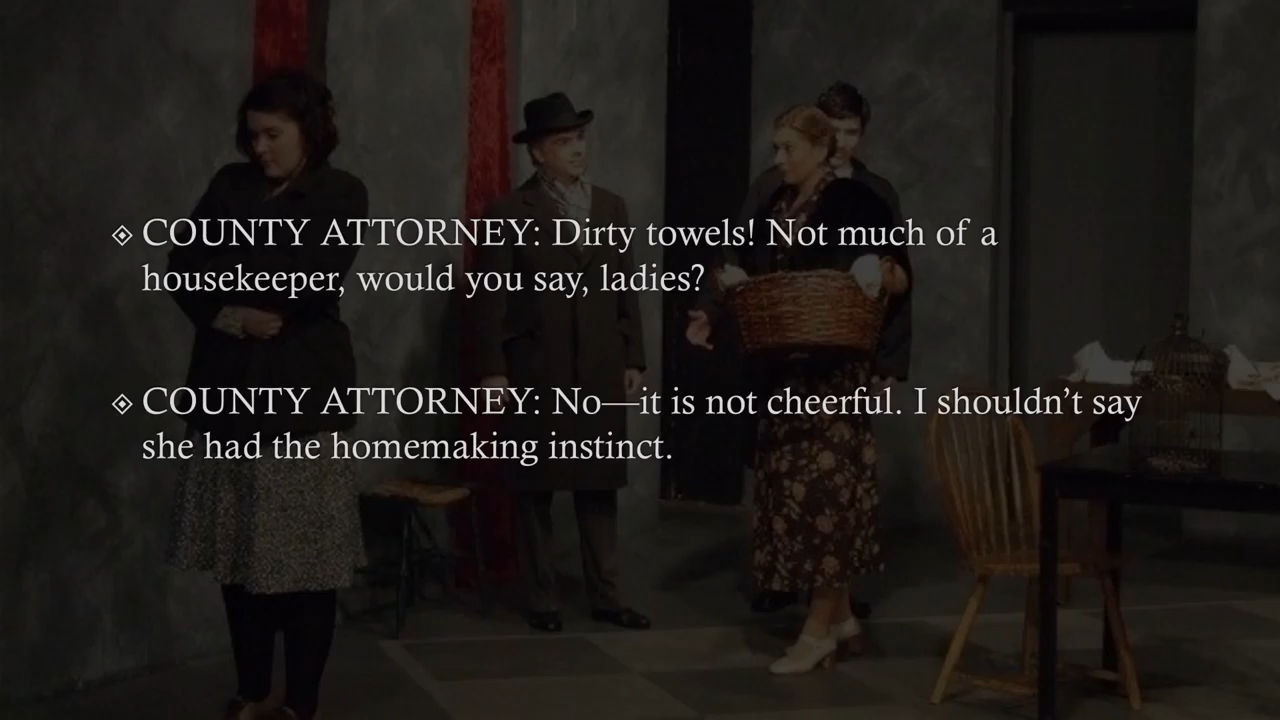 COUNTY ATTORNEY: Dirty towels! Not much of a
housekeeper, would you say, ladies?
COUNTY ATTORNEY: No—it is not cheerful. I shouldn’t say
she had the homemaking instinct.